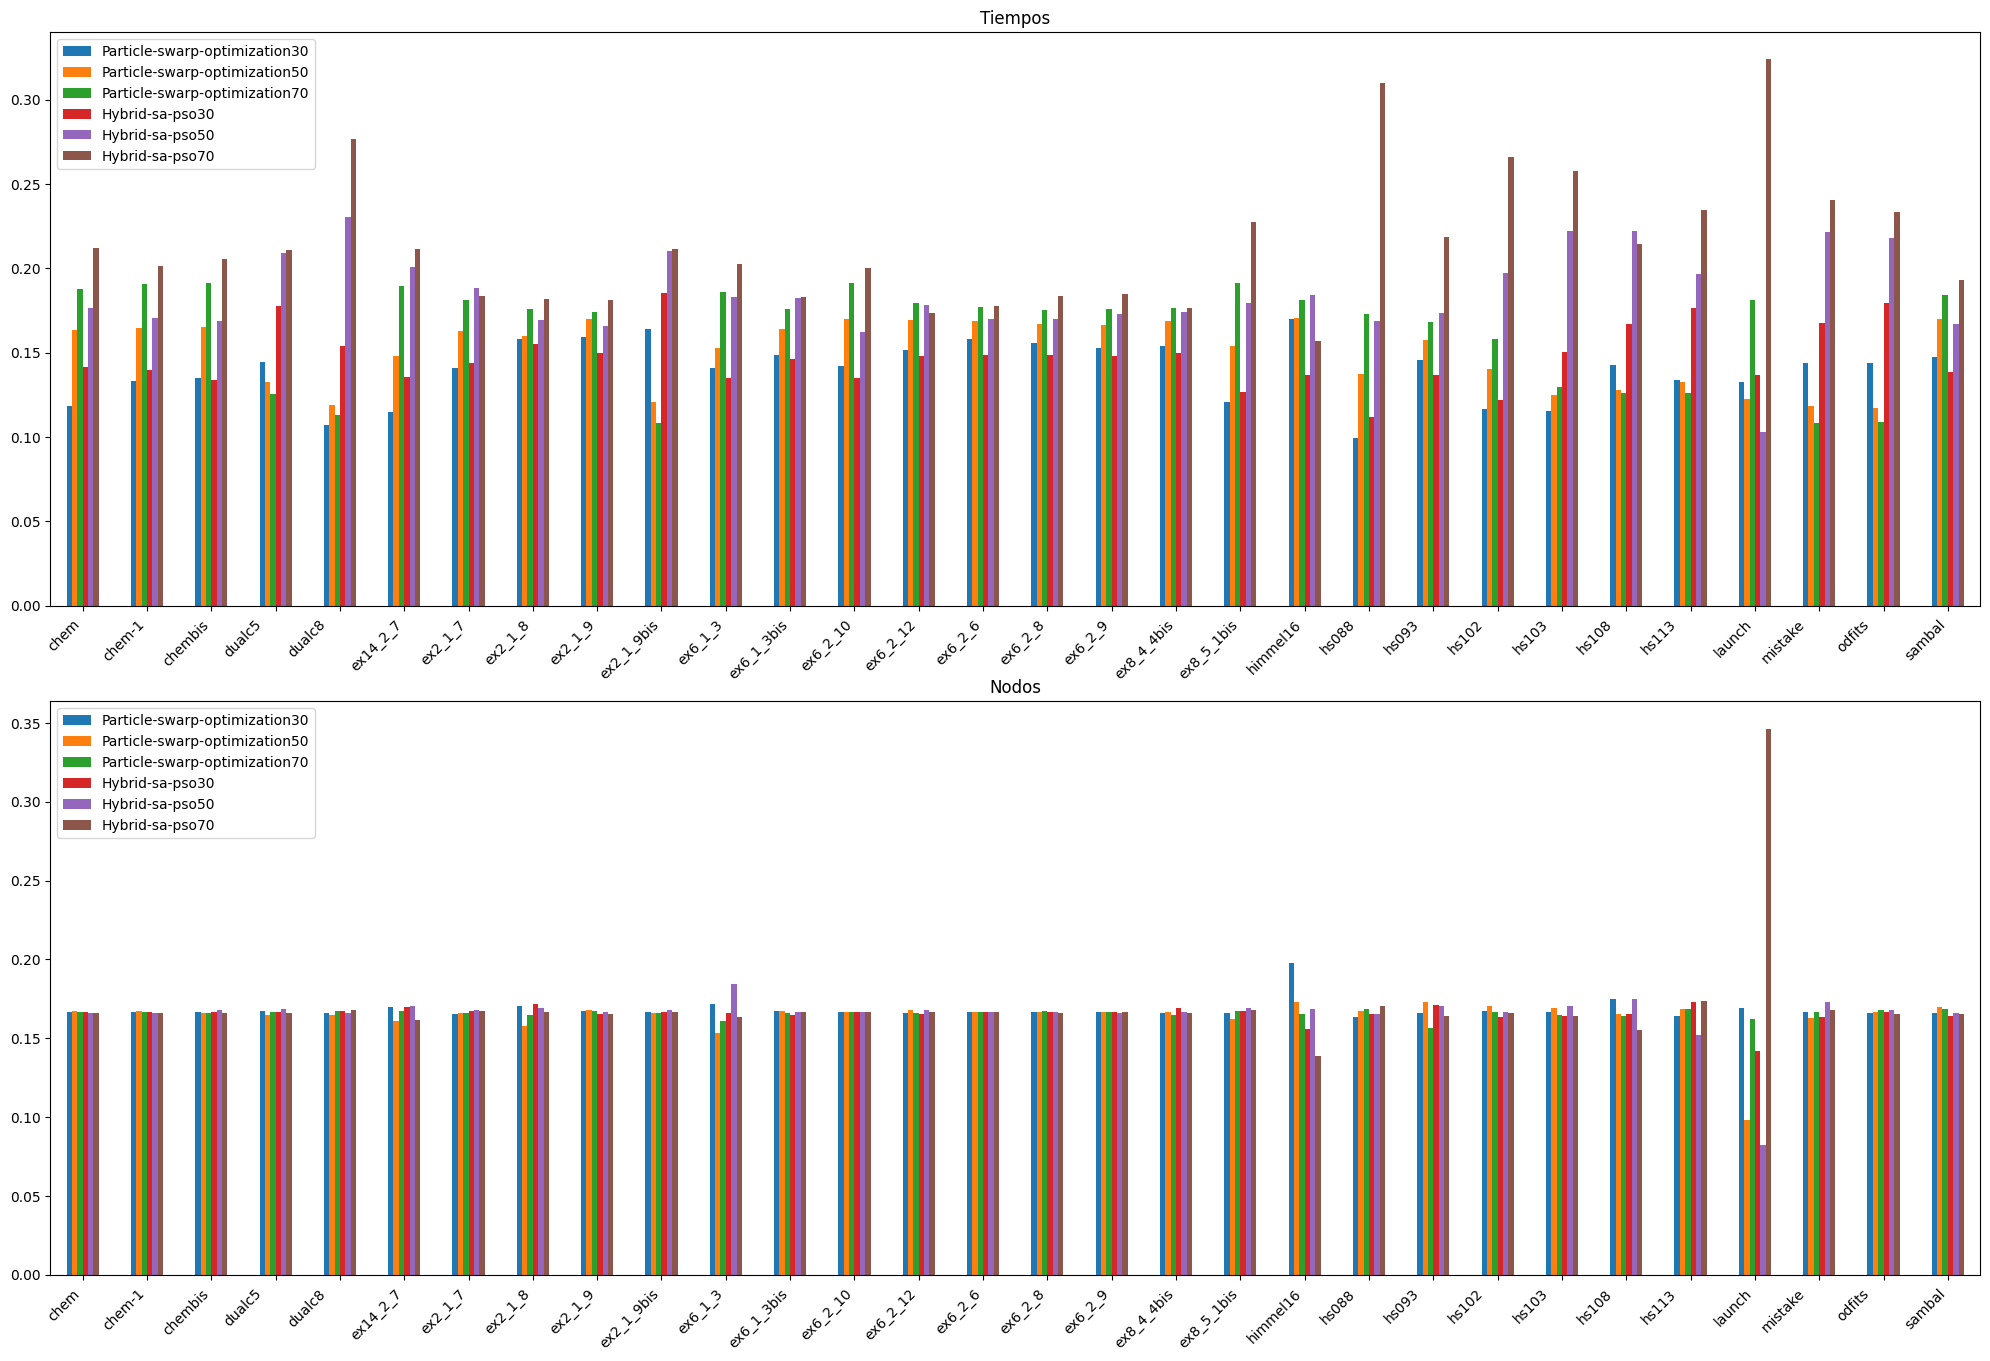 Tiempos
Particle-swarp-optimization30
Particle-swarp-optimization50
Particle-swarp-optimization70
Hybrid-sa-pso30
Hybrid-sa-pso50
Hybrid-sa-pso70
0.30
0.25
0.20
0.15
0.10
0.05
0.00
chem
chem-1
chembis
dualc5
dualc8
ex14_2_7
ex2_1_7
ex2_1_8
ex2_1_9
ex2_1_9bis
ex6_1_3
ex6_1_3bis
ex6_2_10
ex6_2_12
ex6_2_6
ex6_2_8
ex6_2_9
ex8_4_4bis
ex8_5_1bis
himmel16
hs088
hs093
hs102
hs103
hs108
hs113
launch
mistake
odfits
sambal
Nodos
Particle-swarp-optimization30
Particle-swarp-optimization50
Particle-swarp-optimization70
Hybrid-sa-pso30
Hybrid-sa-pso50
Hybrid-sa-pso70
0.35
0.30
0.25
0.20
0.15
0.10
0.05
0.00
chem
chem-1
chembis
dualc5
dualc8
ex14_2_7
ex2_1_7
ex2_1_8
ex2_1_9
ex2_1_9bis
ex6_1_3
ex6_1_3bis
ex6_2_10
ex6_2_12
ex6_2_6
ex6_2_8
ex6_2_9
ex8_4_4bis
ex8_5_1bis
himmel16
hs088
hs093
hs102
hs103
hs108
hs113
launch
mistake
odfits
sambal